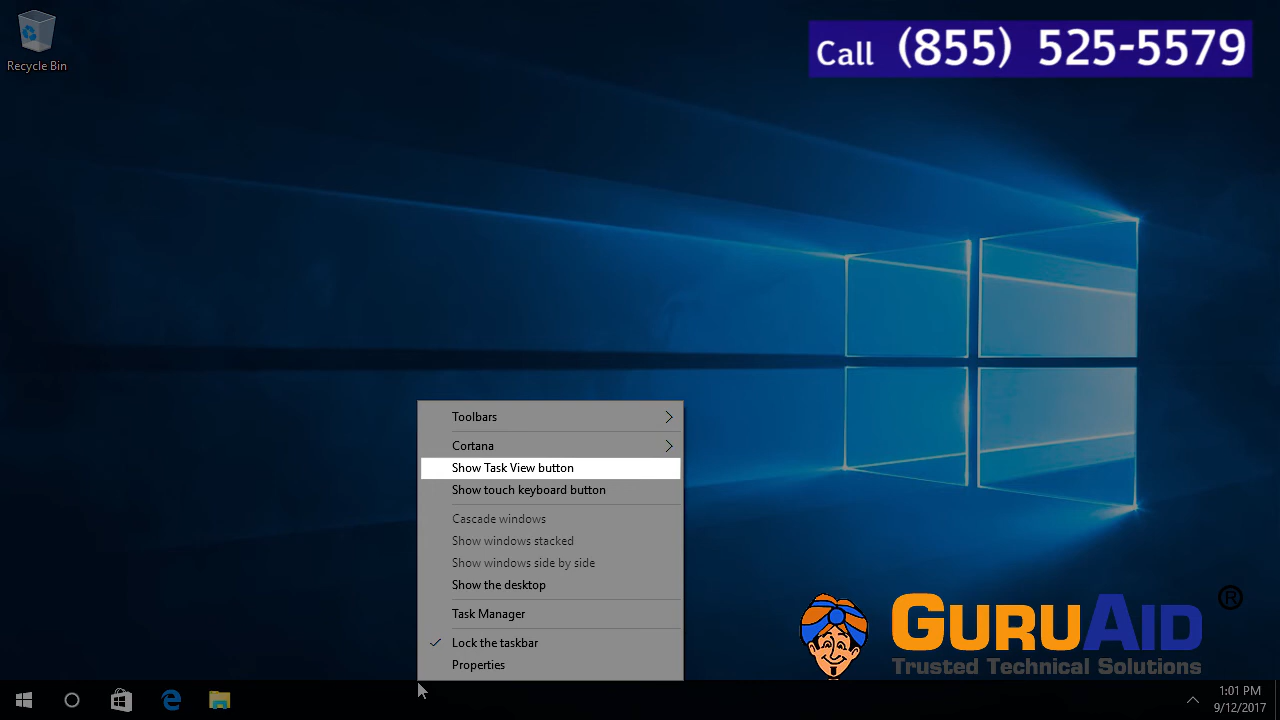 Recycle Bin
Call (855) 525-5579
Toolbars
Cortana
Show Task View button
Show touch keyboard button
Cascade windows
Show windows stacked
Show windows side by side
Show the desktop
Task Manager
Lock the taskbar
Properties
GURUAID ®
Trusted Technical Solutions
1:01 PM
9/12/2017